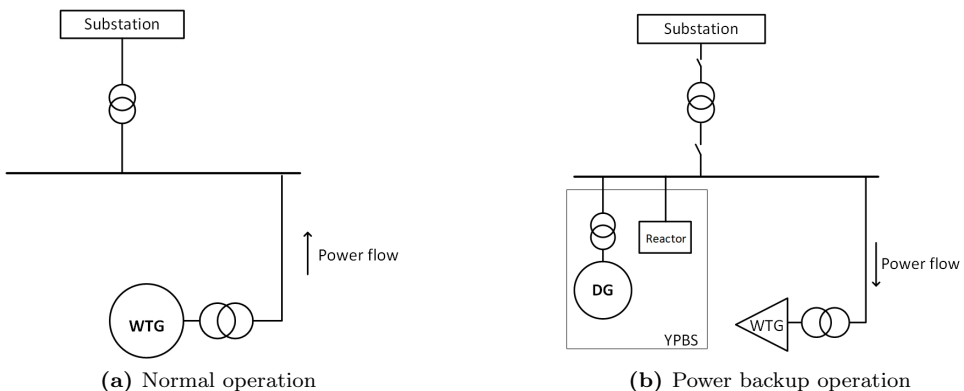 Substation
Power flow
WTG
(a) Normal operation
Substation
Reactor
DG
Power flow
WTG
YPBS
(b) Power backup operation